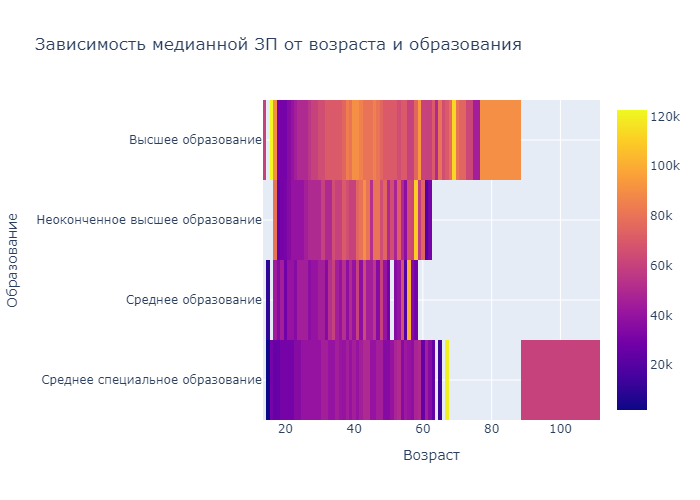 Зависимость медианной ЗП от возраста и образования
Высшее образование
Неоконченное высшее образование
Среднее образование
Среднее специальное образование
Образование
20
40
60
80
100
Возраст
120k
100k
80k
60k
40k
20k